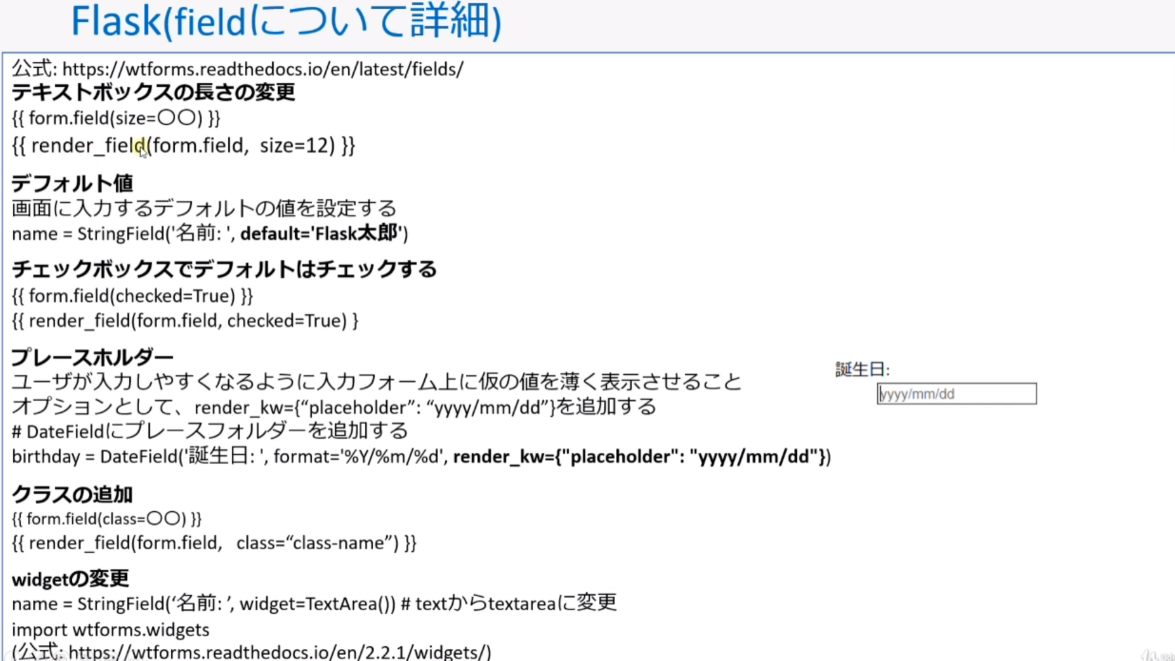 Flask(fieldについて詳細)
公式: https://wtforms.readthedocs.io/en/latest/fields/
テキストボックスの長さの変更
{{ form.field(size=〇〇) }}
{{ render_field(form.field, size=12) }}
デフォルト値
画面に入力するデフォルトの値を設定する
name = StringField('名前: ', default='Flask太郎')
チェックボックスでデフォルトはチェックする
{{ form.field(checked=True) }}
{{ render_field(form.field, checked=True) }
プレースホルダー
ユーザが入力しやすくなるように入力フォーム上に仮の値を薄く表示させること
オプションとして、render_kw={“placeholder”: “yyyy/mm/dd”}を追加する
# DateFieldにプレースフォルダーを追加する
birthday = DateField('誕生日: ', format='%Y/%m/%d', render_kw={"placeholder": "yyyy/mm/dd"})
誕生日:
yyyy/mm/dd
クラスの追加
{{ form.field(class=〇〇) }}
{{ render_field(form.field, class=“class-name”) }}
widgetの変更
name = StringField(‘名前: ’, widget=TextArea()) # textからtextareaに変更
import wtforms.widgets
(公式: https://wtforms.readthedocs.io/en/2.2.1/widgets/)